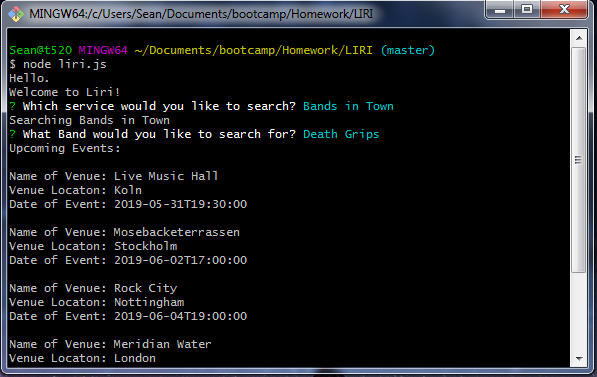 MINGW64:/c/Users/Sean/Documents/bootcamp/Homework/LIRI
Sean@t520 MINGW64 ~/Documents/bootcamp/Homework/LIRI (master)
$ node liri.js
Hello.
Welcome to Liri!
? Which service would you like to search? Bands in Town
Searching Bands in Town
? What Band would you like to search for? Death Grips
Upcoming Events:
Name of Venue: Live Music Hall
Venue Locaton: Koln
Date of Event: 2019-05-31T19:30:00
Name of Venue: Mosebacketerrassen
Venue Locaton: Stockholm
Date of Event: 2019-06-02T17:00:00
Name of Venue: Rock City
Venue Locaton: Nottingham
Date of Event: 2019-06-04T19:00:00
Name of Venue: Meridian Water
Venue Locaton: London